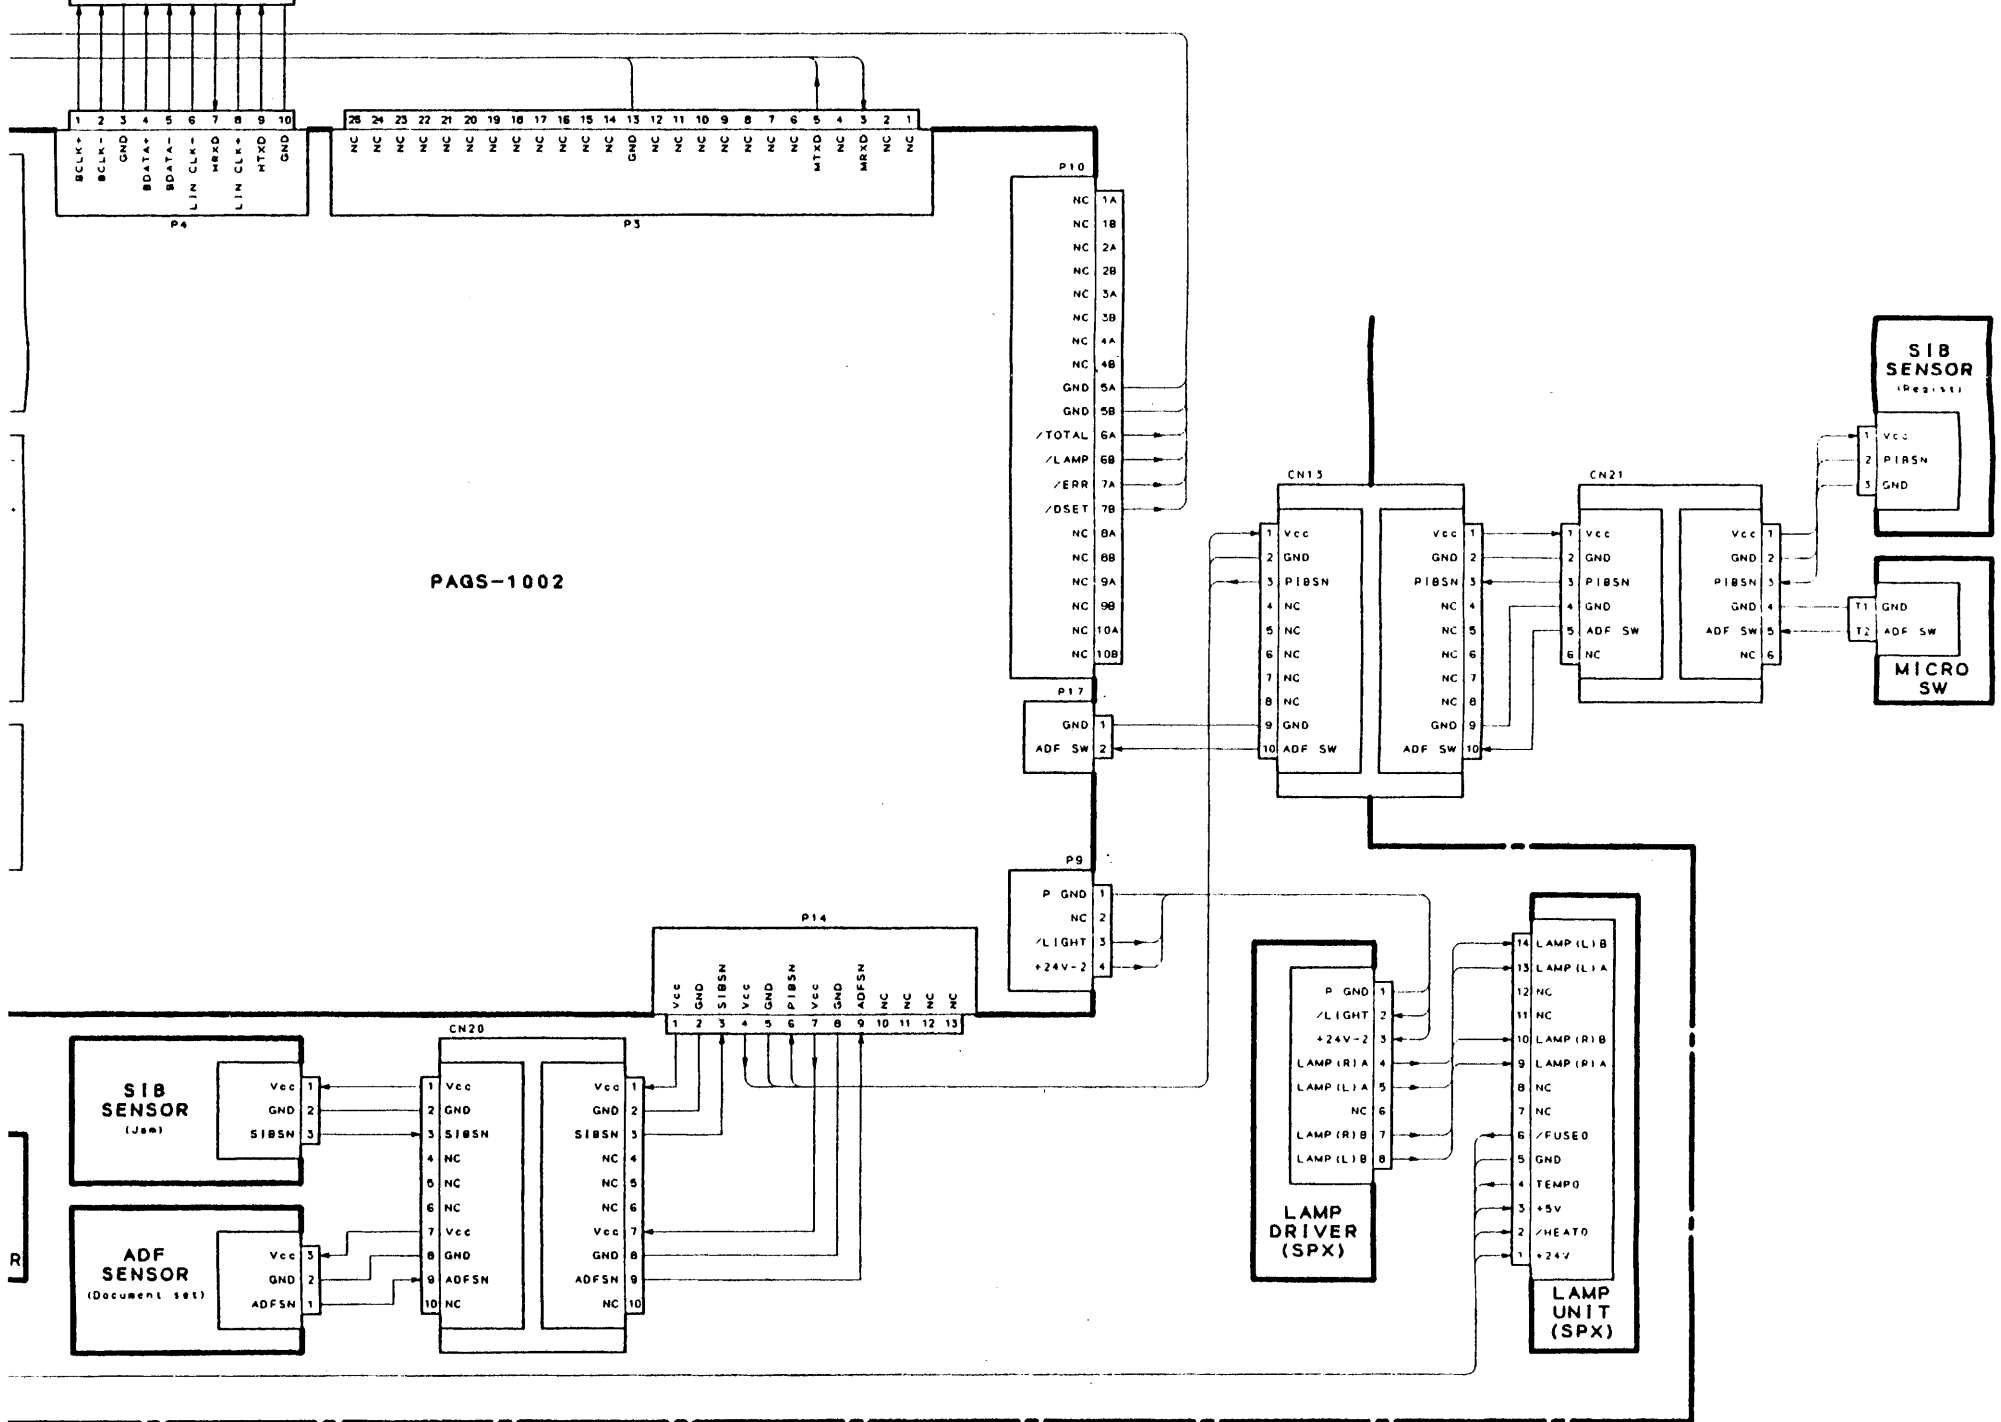 1 2 3 4 5 6 7 8 9 10
BCLK+
BCLK-
GND
BDATA+
BDATA-
LIN CLK-
HRXD
LIN CLK+
HTXD
GND
P4
25 24 23 22 21 20 19 18 17 16 15 14 13 12 11 10 9 8 7 6 5 4 3 2 1
NC NC NC NC NC NC NC NC NC NC NC NC GND NC NC NC NC NC NC NC MTXD NC MRXD NC NC
P3
PAGS-1002
P10
NC 1A
NC 1B
NC 2A
NC 2B
NC 3A
NC 3B
NC 4A
NC 4B
GND 5A
GND 5B
/TOTAL 6A
/LAMP 6B
/ERR 7A
/DSET 7B
NC 8A
NC 8B
NC 9A
NC 9B
NC 10A
NC 10B
P17
GND 1
ADF SW 2
P9
P GND 1
NC 2
/LIGHT 3
+24V-2 4
P14
Vcc GND SIBSN Vcc GND PIBSN Vcc GND ADFSN NC NC NC NC
1 2 3 4 5 6 7 8 9 10 11 12 13
CN13
1 Vcc
2 GND
3 PIBSN
4 NC
5 NC
6 NC
7 NC
8 NC
9 GND
10 ADF SW
Vcc 1
GND 2
PIBSN 3
NC 4
NC 5
NC 6
NC 7
NC 8
GND 9
ADF SW 10
CN21
1 Vcc
2 GND
3 PIBSN
4 GND
5 ADF SW
6 NC
Vcc 1
GND 2
PIBSN 3
GND 4
ADF SW 5
NC 6
SIB
SENSOR
(Regist)
1 Vcc
2 PIBSN
3 GND
T1 GND
T2 ADF SW
MICRO
SW
SIB
SENSOR
(Jam)
Vcc 1
GND 2
SIBSN 3
ADF
SENSOR
(Document set)
Vcc 3
GND 2
ADFSN 1
CN20
1 Vcc
2 GND
3 SIBSN
4 NC
5 NC
6 NC
7 Vcc
8 GND
9 ADFSN
10 NC
Vcc 1
GND 2
SIBSN 3
NC 4
NC 5
NC 6
Vcc 7
GND 8
ADFSN 9
NC 10
P GND 1
/LIGHT 2
+24V-2 3
LAMP(R)A 4
LAMP(L)A 5
NC 6
LAMP(R)B 7
LAMP(L)B 8
LAMP
DRIVER
(SPX)
14 LAMP(L)B
13 LAMP(L)A
12 NC
11 NC
10 LAMP(R)B
9 LAMP(R)A
8 NC
7 NC
6 /FUSE0
5 GND
4 TEMP0
3 +5V
2 /HEAT0
1 +24V
LAMP
UNIT
(SPX)
R